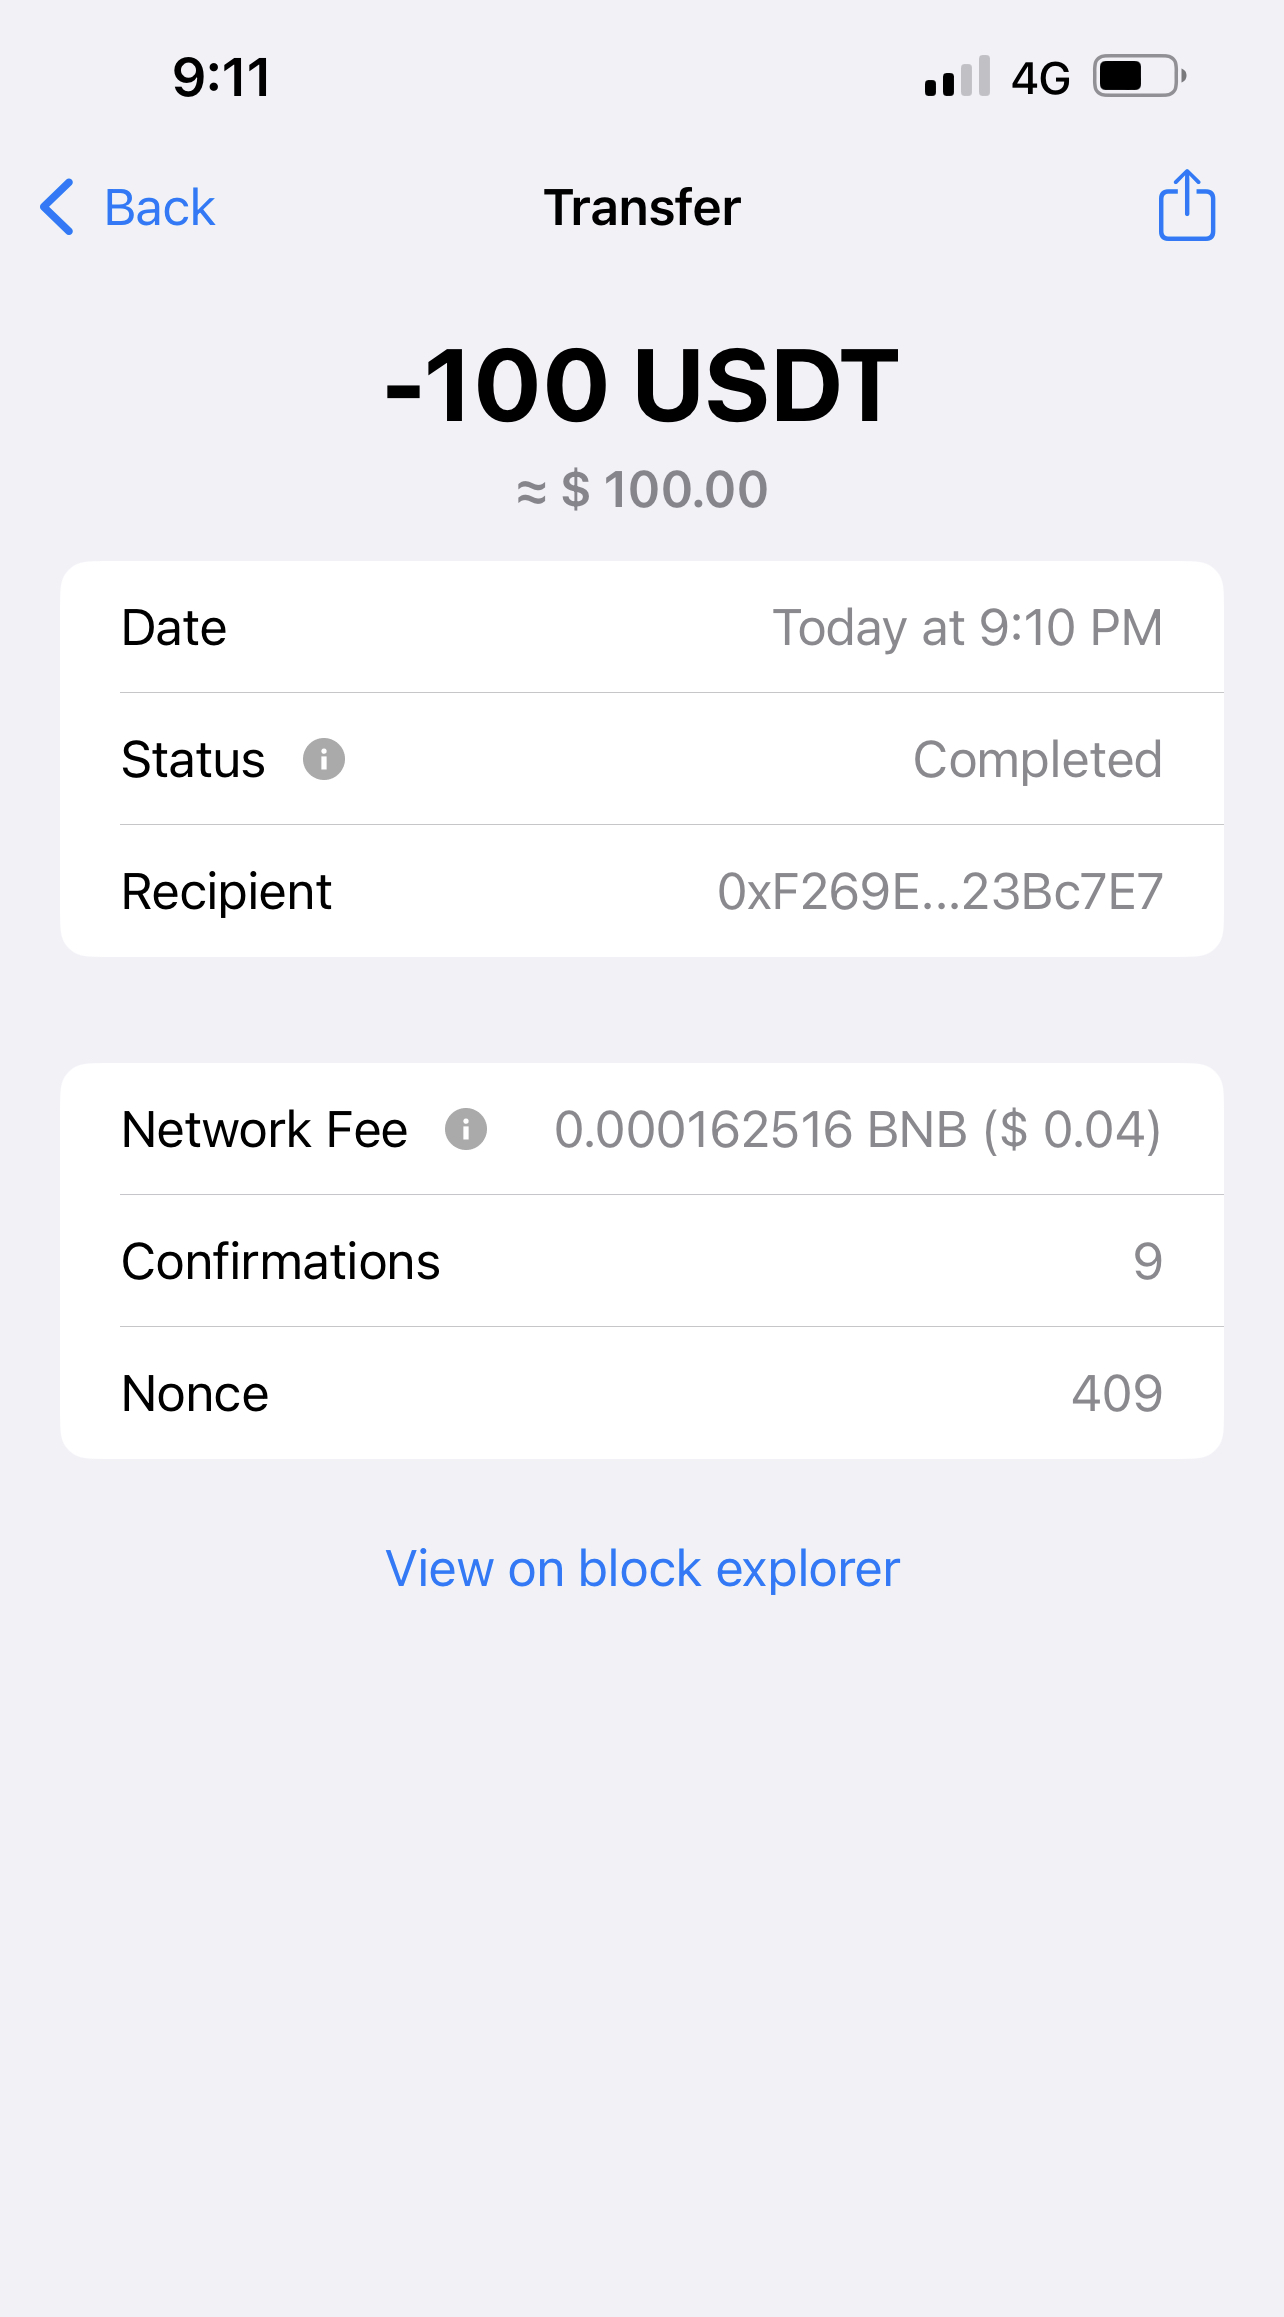 9:11 4G
Back Transfer
-100 USDT
≈ $ 100.00
Date Today at 9:10 PM
Status Completed
Recipient 0xF269E...23Bc7E7
Network Fee 0.000162516 BNB ($ 0.04)
Confirmations 9
Nonce 409
View on block explorer